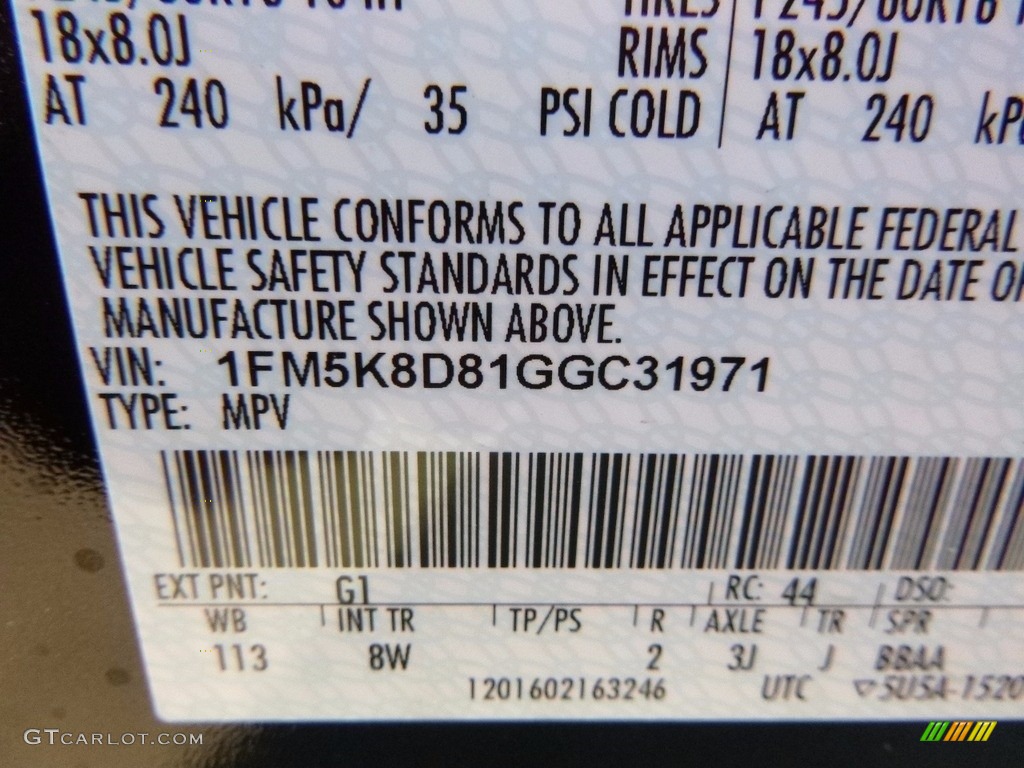 18x8.0J RIMS 18x8.0J
AT 240 kPa/ 35 PSI COLD AT 240
THIS VEHICLE CONFORMS TO ALL APPLICABLE FEDERAL
VEHICLE SAFETY STANDARDS IN EFFECT ON THE DATE
MANUFACTURE SHOWN ABOVE.
VIN: 1FM5K8D81GGC31971
TYPE: MPV
EXT PNT: G1 RC: 44 DSO:
WB INT TR TP/PS R AXLE TR SPR
113 8W 2 3J J BBAA
1201602163246 UTC ▽5USA-1520
GTCARLOT.COM